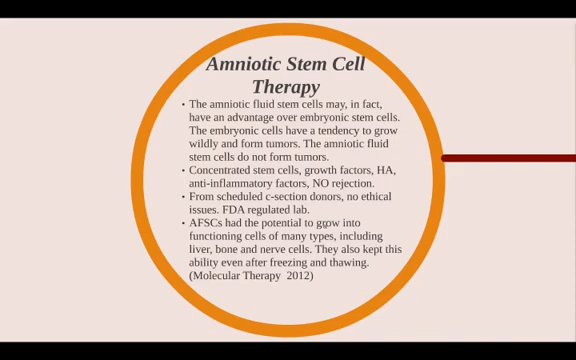 Amniotic Stem Cell
Therapy
• The amniotic fluid stem cells may, in fact,
have an advantage over embryonic stem cells.
The embryonic cells have a tendency to grow
wildly and form tumors. The amniotic fluid
stem cells do not form tumors.
• Concentrated stem cells, growth factors, HA,
anti-inflammatory factors, NO rejection.
• From scheduled c-section donors, no ethical
issues. FDA regulated lab.
• AFSCs had the potential to grow into
functioning cells of many types, including
liver, bone and nerve cells. They also kept this
ability even after freezing and thawing.
(Molecular Therapy 2012)